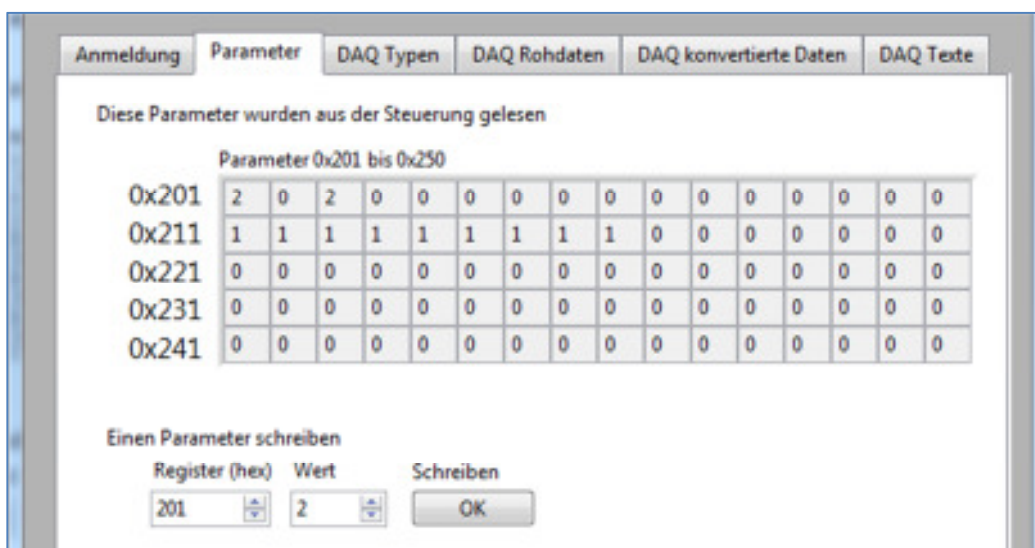 Anmeldung Parameter DAQ Typen DAQ Rohdaten DAQ konvertierte Daten DAQ Texte
Diese Parameter wurden aus der Steuerung gelesen
Parameter 0x201 bis 0x250
0x201 2 0 2 0 0 0 0 0 0 0 0 0 0 0 0 0
0x211 1 1 1 1 1 1 1 1 1 0 0 0 0 0 0 0
0x221 0 0 0 0 0 0 0 0 0 0 0 0 0 0 0 0
0x231 0 0 0 0 0 0 0 0 0 0 0 0 0 0 0 0
0x241 0 0 0 0 0 0 0 0 0 0 0 0 0 0 0 0
Einen Parameter schreiben
Register (hex) Wert Schreiben
201 2 OK